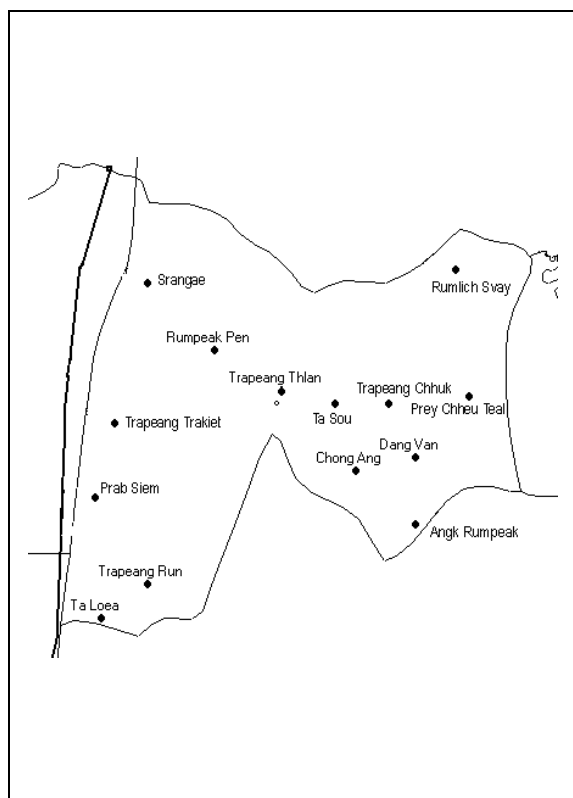 Srangae
Rumlich Svay
Rumpeak Pen
Trapeang Thlan
Trapeang Chhuk
Prey Chheu Teal
Ta Sou
Trapeang Trakiet
Dang Van
Chong Ang
Prab Siem
Angk Rumpeak
Trapeang Run
Ta Loea